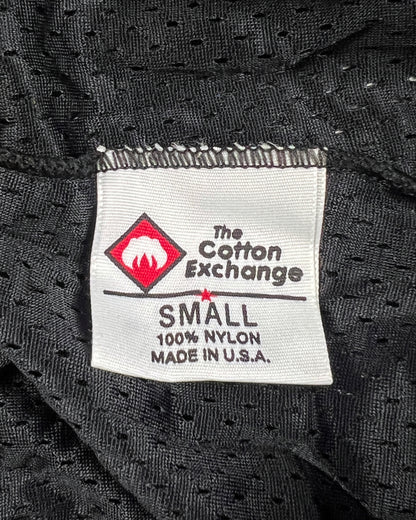 The
Cotton
Exchange
SMALL
100% NYLON
MADE IN U.S.A.